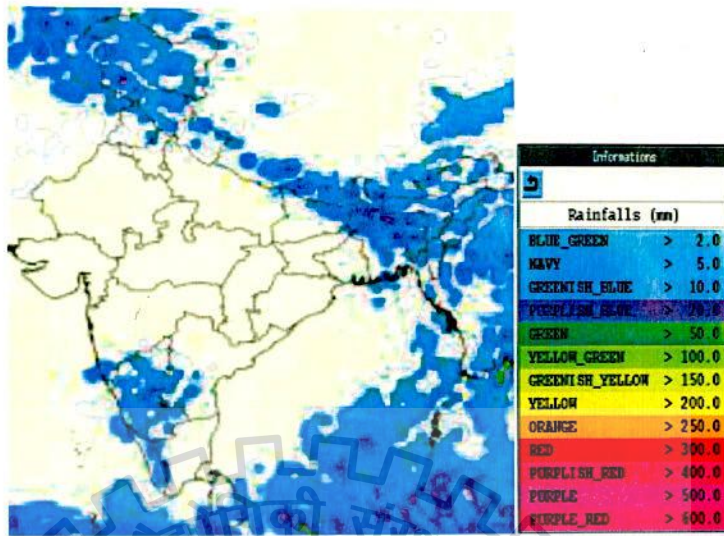 Informations
Rainfalls (mm)
BLUE_GREEN > 2.0
NAVY > 5.0
GREENISH_BLUE > 10.0
PURPLISH_BLUE > 20.0
GREEN > 50.0
YELLOW_GREEN > 100.0
GREENISH_YELLOW > 150.0
YELLOW > 200.0
ORANGE > 250.0
RED > 300.0
PURPLISH_RED > 400.0
PURPLE > 500.0
PURPLE_RED > 600.0